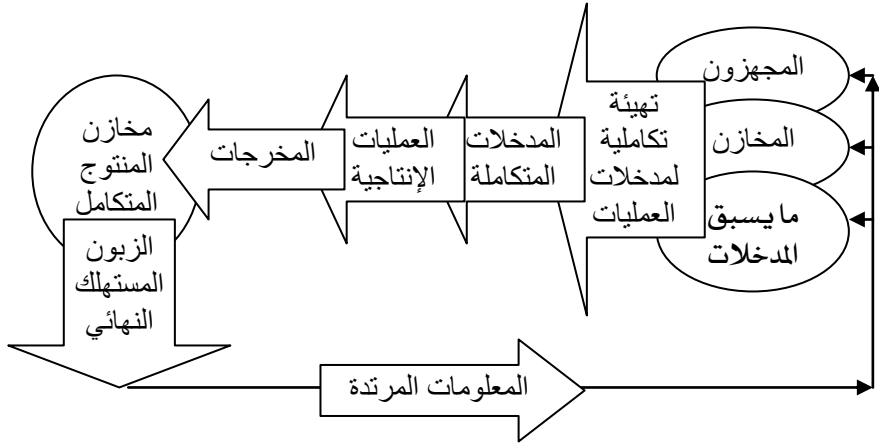 المجهزون
المخازن
ما يسبق
المدخلات
تهيئة
تكاملية
لمدخلات
العمليات
المدخلات
المتكاملة
العمليات
الإنتاجية
المخرجات
مخازن
المنتوج
المتكامل
الزبون
المستهلك
النهائي
المعلومات المرتدة